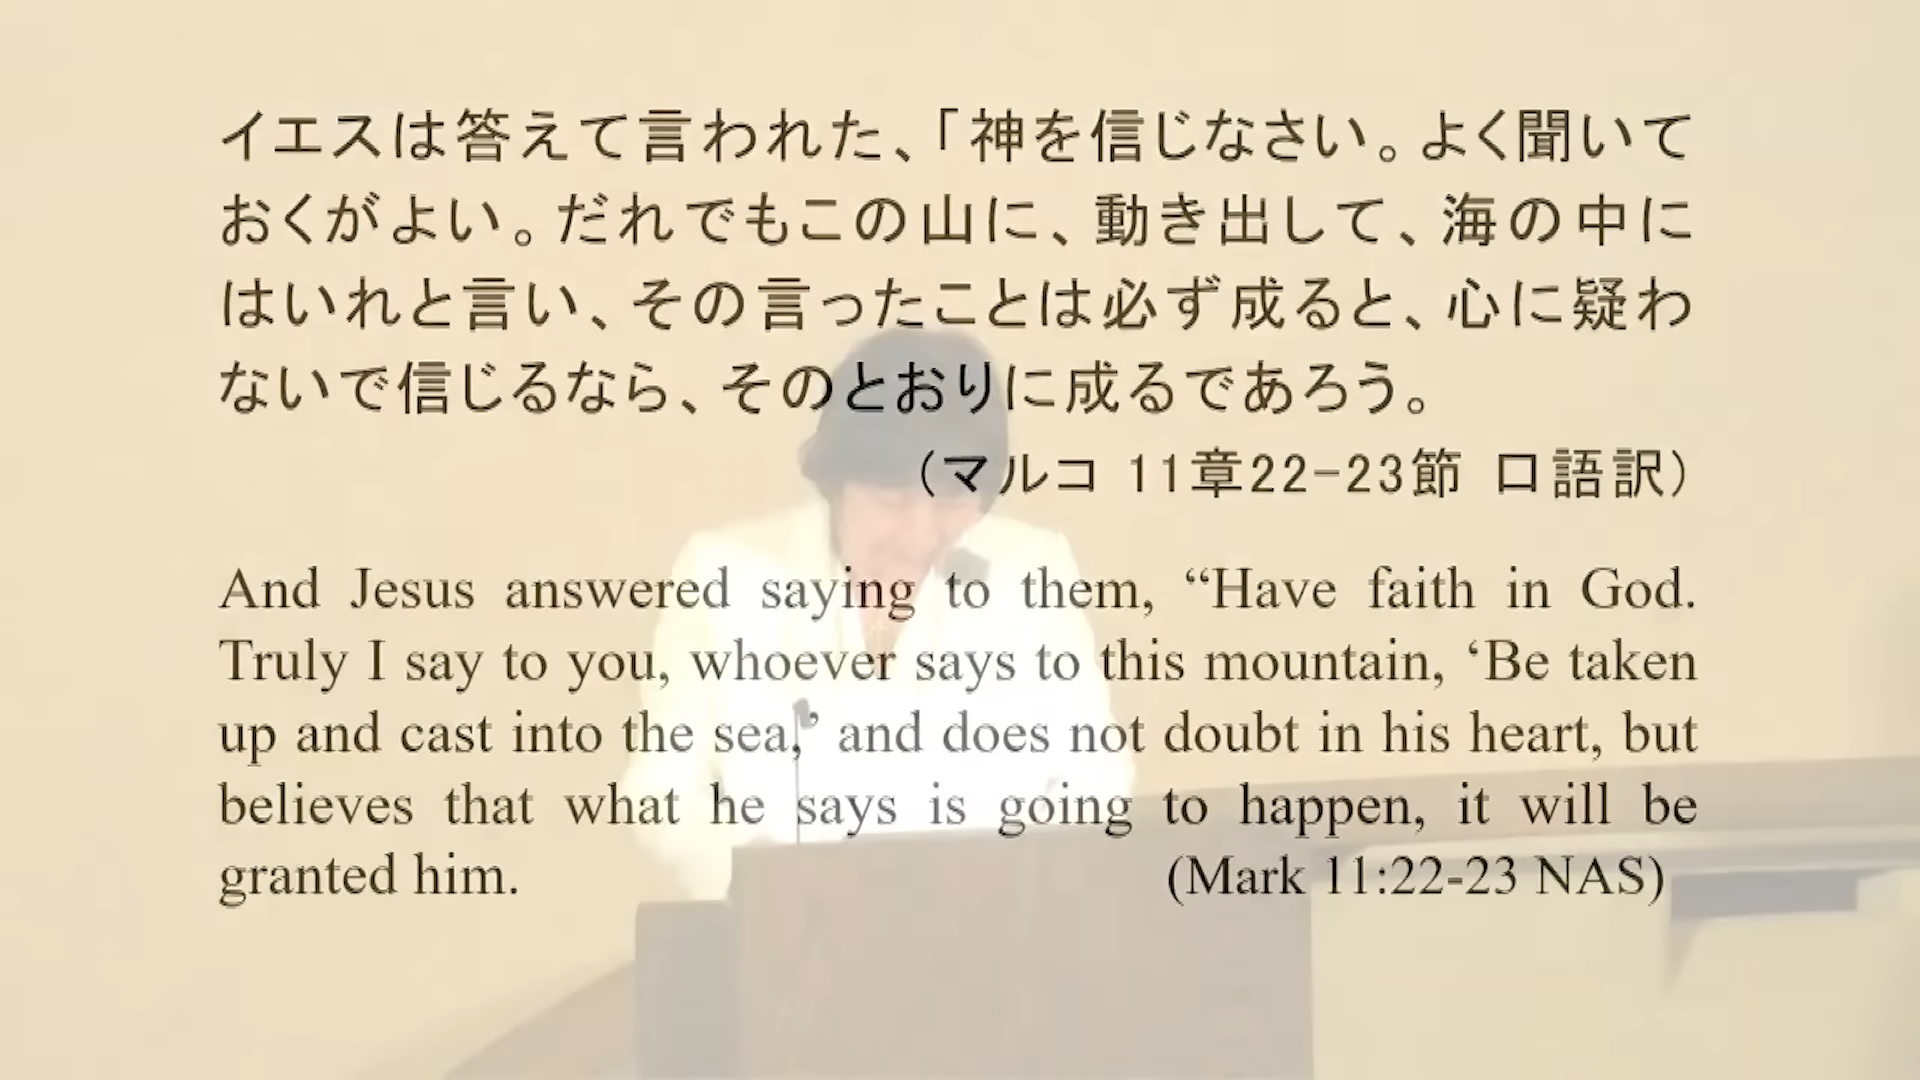 イエスは答えて言われた、「神を信じなさい。よく聞いて
おくがよい。だれでもこの山に、動き出して、海の中に
はいれと言い、その言ったことは必ず成ると、心に疑わ
ないで信じるなら、そのとおりに成るであろう。
（マルコ 11章22-23節 口語訳）
And Jesus answered saying to them, “Have faith in God.
Truly I say to you, whoever says to this mountain, ‘Be taken
up and cast into the sea,’ and does not doubt in his heart, but
believes that what he says is going to happen, it will be
granted him. (Mark 11:22-23 NAS)